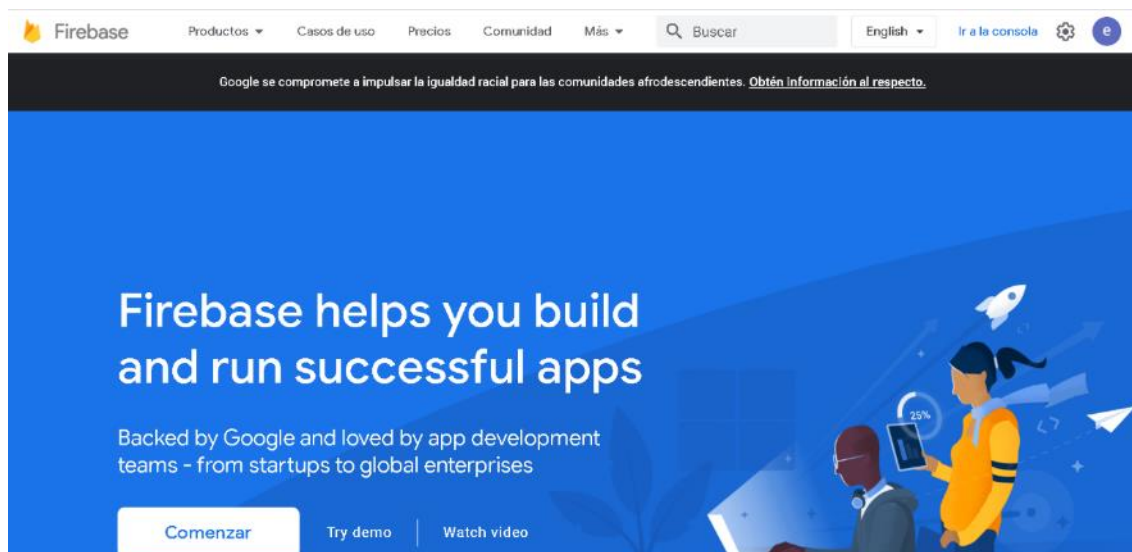 Firebase Productos Casos de uso Precios Comunidad Más Buscar English Ir a la consola e
Google se compromete a impulsar la igualdad racial para las comunidades afrodescendientes. Obtén información al respecto.
Firebase helps you build
and run successful apps
25%
Backed by Google and loved by app development
teams - from startups to global enterprises
Comenzar Try demo Watch video